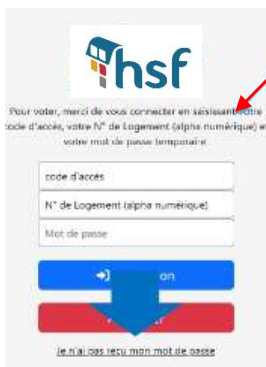 hsf
Pour voter, merci de vous connecter en saisissant votre
code d'accès, votre N° de Logement (alpha numérique) et
votre mot de passe temporaire
code d'accès
N° de Logement (alpha numérique)
Mot de passe
on
Je n'ai pas reçu mon mot de passe